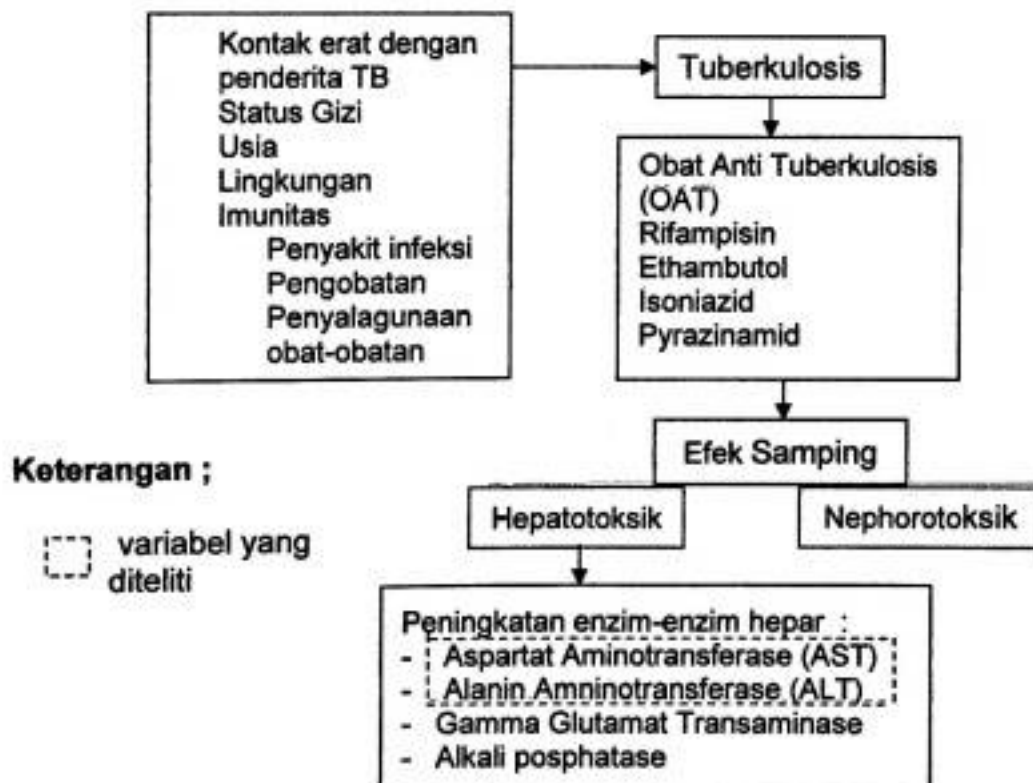 Kontak erat dengan
penderita TB
Status Gizi
Usia
Lingkungan
Imunitas
Penyakit infeksi
Pengobatan
Penyalagunaan
obat-obatan
Tuberkulosis
Obat Anti Tuberkulosis
(OAT)
Rifampisin
Ethambutol
Isoniazid
Pyrazinamid
Efek Samping
Hepatotoksik
Nephorotoksik
Keterangan ;
variabel yang
diteliti
Peningkatan enzim-enzim hepar :
- Aspartat Aminotransferase (AST)
- Alanin Amninotransferase (ALT)
- Gamma Glutamat Transaminase
- Alkali posphatase